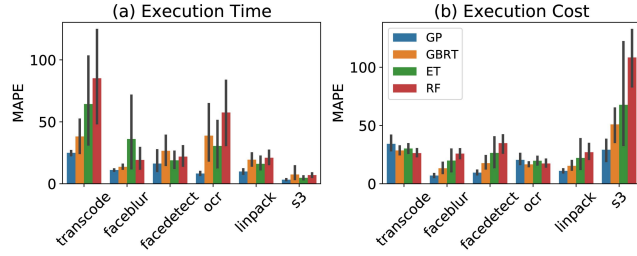 (a) Execution Time
MAPE
100
50
0
transcode
faceblur
facedetect
ocr
linpack
s3
(b) Execution Cost
MAPE
100
50
0
GP
GBRT
ET
RF
transcode
faceblur
facedetect
ocr
linpack
s3